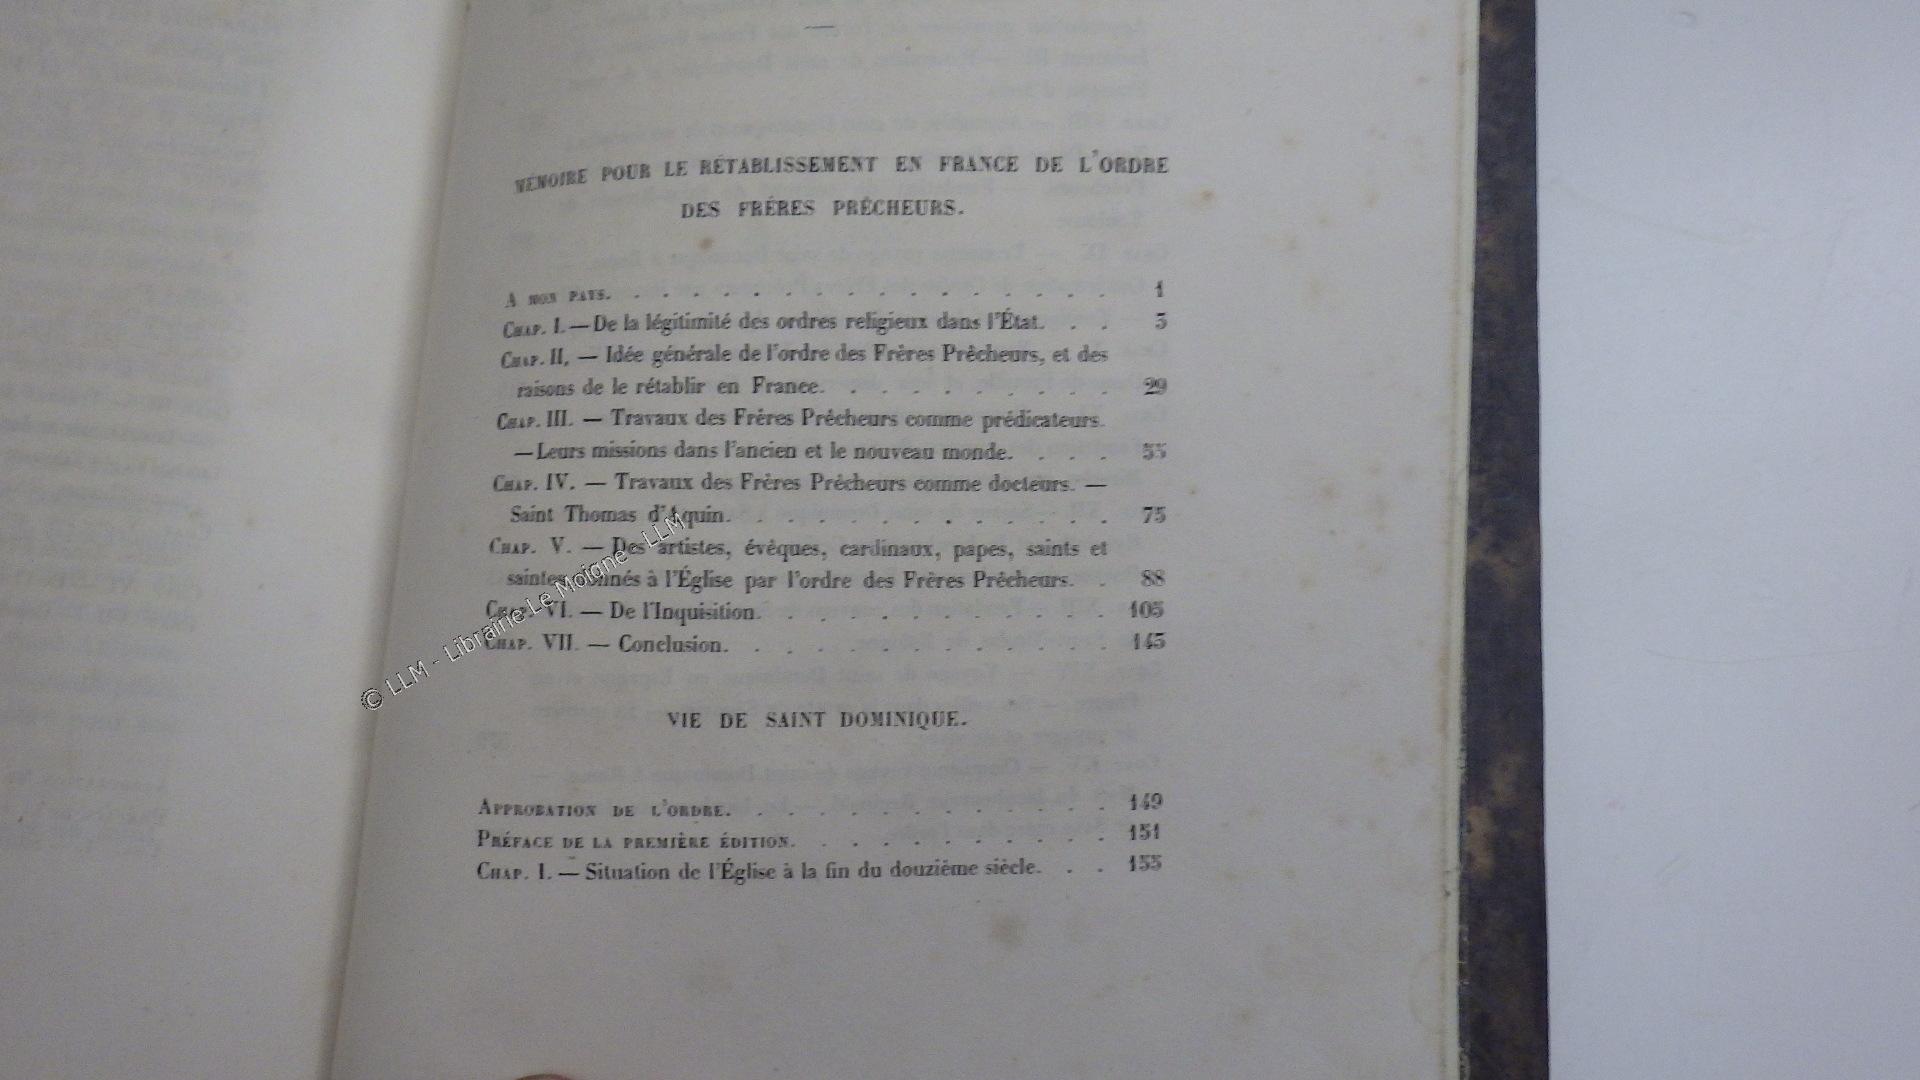 MÉMOIRE POUR LE RÉTABLISSEMENT EN FRANCE DE L'ORDRE
DES FRÈRES PRÊCHEURS.
A MON PAYS. 1
CHAP. I. — De la légitimité des ordres religieux dans l'État. 3
CHAP. II. — Idée générale de l'ordre des Frères Prêcheurs, et des
raisons de le rétablir en France. 29
CHAP. III. — Travaux des Frères Prêcheurs comme prédicateurs.
— Leurs missions dans l'ancien et le nouveau monde. 55
CHAP. IV. — Travaux des Frères Prêcheurs comme docteurs. —
Saint Thomas d'Aquin. 75
CHAP. V. — Des artistes, évêques, cardinaux, papes, saints et
saintes donnés à l'Église par l'ordre des Frères Prêcheurs. 88
CHAP. VI. — De l'Inquisition. 105
CHAP. VII. — Conclusion. 143
© LLM - Librairie Le Moigne - LLM
VIE DE SAINT DOMINIQUE.
APPROBATION DE L'ORDRE. 149
PRÉFACE DE LA PREMIÈRE ÉDITION. 151
CHAP. I. — Situation de l'Église à la fin du douzième siècle. 155